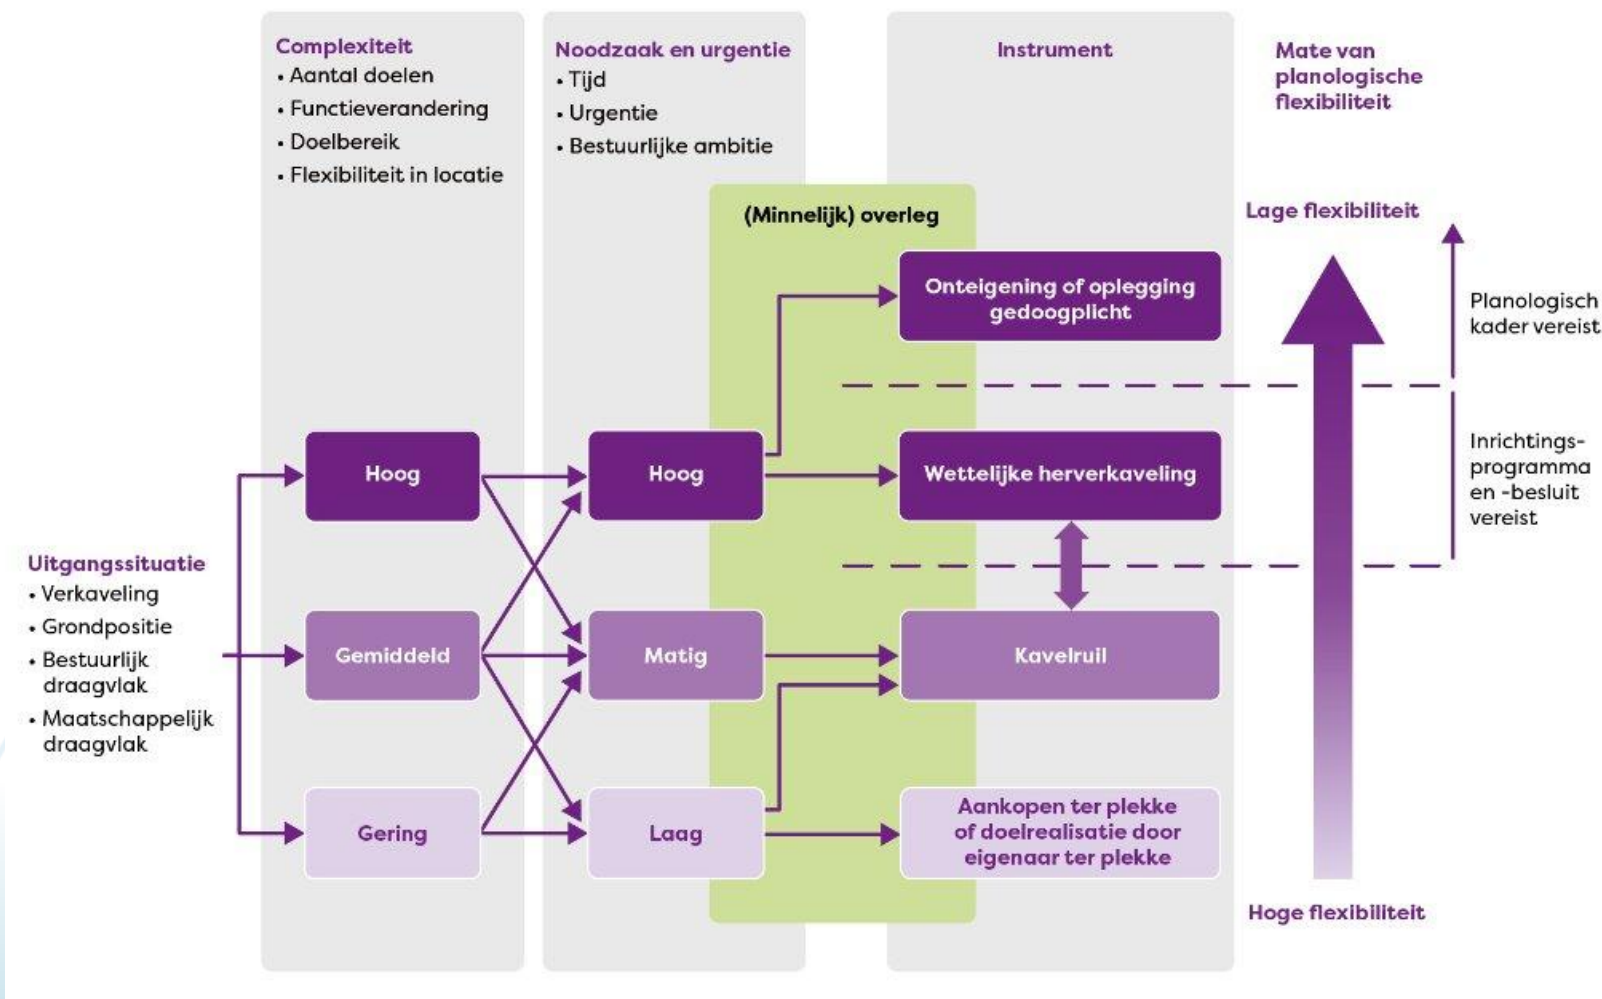 Complexiteit
• Aantal doelen
• Functieverandering
• Doelbereik
• Flexibiliteit in locatie
Noodzaak en urgentie
• Tijd
• Urgentie
• Bestuurlijke ambitie
Instrument
Mate van
planologische
flexibiliteit
(Minnelijk) overleg
Lage flexibiliteit
Onteigening of oplegging
gedoogplicht
Planologisch
kader vereist
Hoog
Hoog
Wettelijke herverkaveling
Inrichtings-
programma
en -besluit
vereist
Uitgangssituatie
• Verkaveling
• Grondpositie
• Bestuurlijk
draagvlak
• Maatschappelijk
draagvlak
Gemiddeld
Matig
Kavelruil
Gering
Laag
Aankopen ter plekke
of doelrealisatie door
eigenaar ter plekke
Hoge flexibiliteit